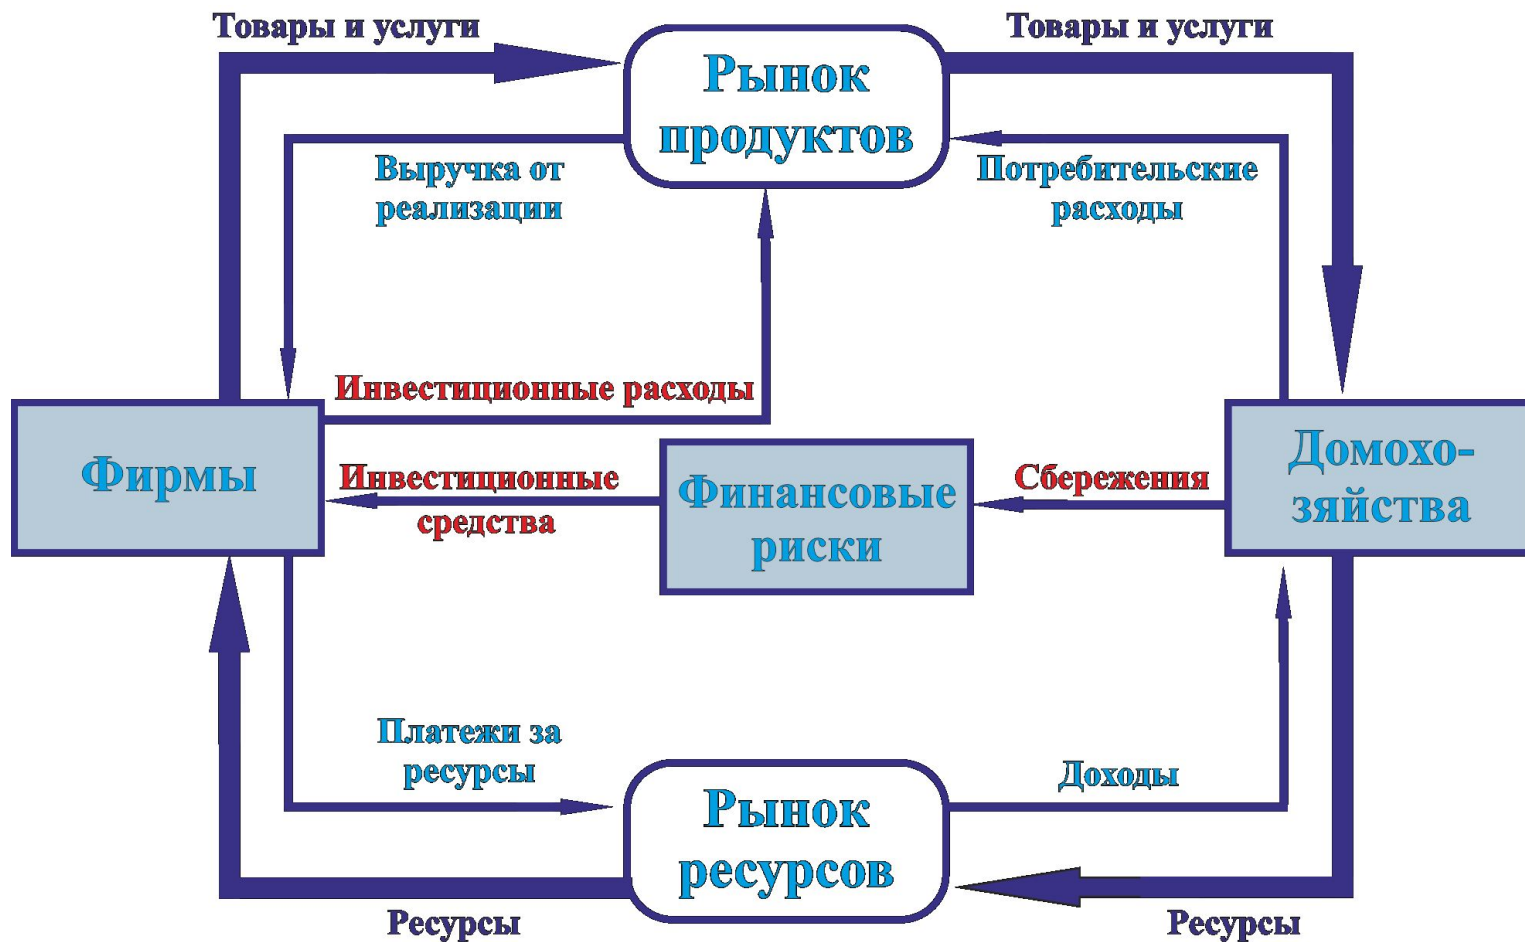 Товары и услуги
Товары и услуги
Рынок
продуктов
Выручка от
реализации
Потребительские
расходы
Инвестиционные расходы
Фирмы
Инвестиционные
средства
Финансовые
риски
Сбережения
Домохо-
зяйства
Платежи за
ресурсы
Доходы
Рынок
ресурсов
Ресурсы
Ресурсы